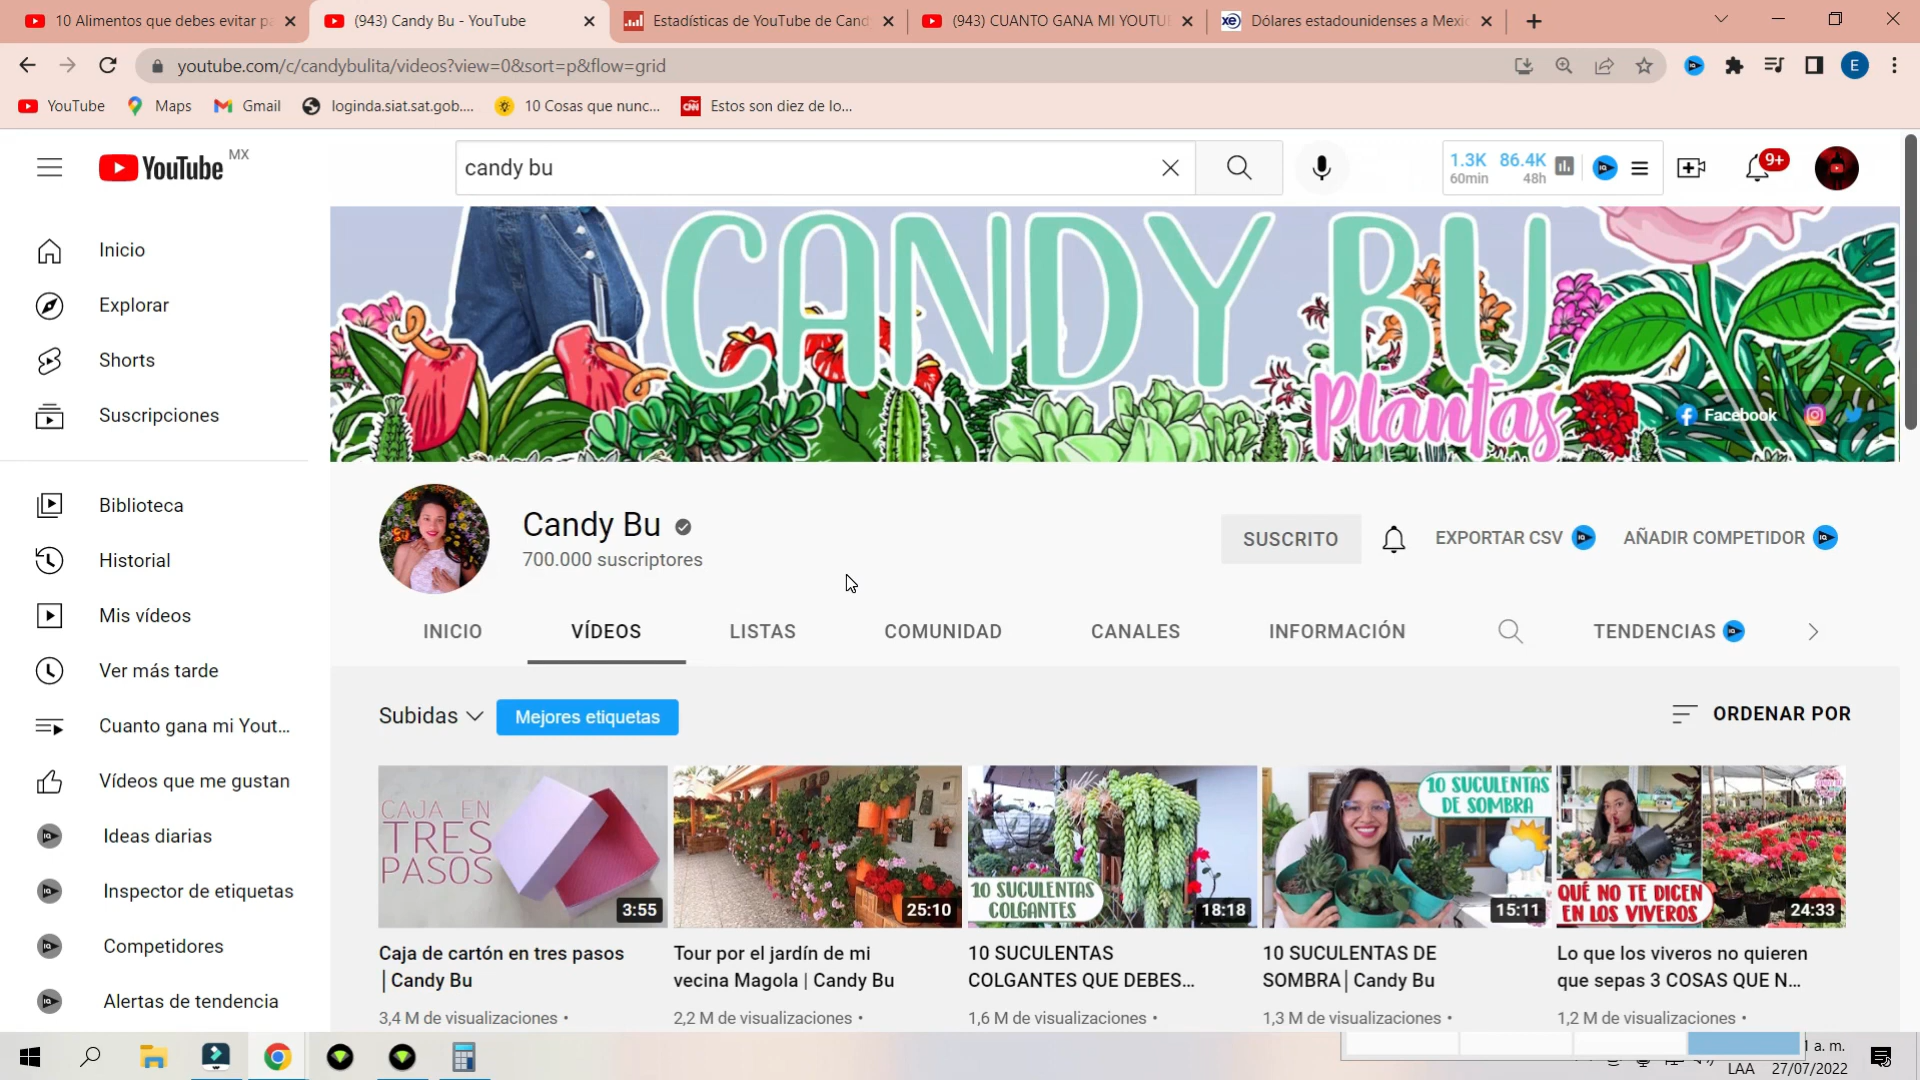 10 Alimentos que debes evitar pa
(943) Candy Bu - YouTube
Estadísticas de YouTube de Cand
(943) CUANTO GANA MI YOUTU
Dólares estadounidenses a Mexic
youtube.com/c/candybulita/videos?view=0&sort=p&flow=grid
E
YouTube
Maps
Gmail
loginda.siat.sat.gob....
10 Cosas que nunc...
Estos son diez de lo...
YouTube MX
candy bu
1.3K 86.4K
60min 48h
9+
Inicio
Explorar
Shorts
Suscripciones
Biblioteca
Historial
Mis vídeos
Ver más tarde
Cuanto gana mi Yout...
Vídeos que me gustan
Ideas diarias
Inspector de etiquetas
Competidores
Alertas de tendencia
CANDY BU
Plantas
Facebook
Candy Bu
700.000 suscriptores
SUSCRITO
EXPORTAR CSV
AÑADIR COMPETIDOR
INICIO
VÍDEOS
LISTAS
COMUNIDAD
CANALES
INFORMACIÓN
TENDENCIAS
Subidas
Mejores etiquetas
ORDENAR POR
CAJA EN
TRES
PASOS
3:55
25:10
10 SUCULENTAS
COLGANTES
18:18
10 SUCULENTAS
DE SOMBRA
15:11
QUÉ NO TE DICEN
EN LOS VIVEROS
24:33
Caja de cartón en tres pasos
| Candy Bu
Tour por el jardín de mi
vecina Magola | Candy Bu
10 SUCULENTAS
COLGANTES QUE DEBES...
10 SUCULENTAS DE
SOMBRA | Candy Bu
Lo que los viveros no quieren
que sepas 3 COSAS QUE N...
3,4 M de visualizaciones •
2,2 M de visualizaciones •
1,6 M de visualizaciones •
1,3 M de visualizaciones •
1,2 M de visualizaciones •
a. m.
LAA
27/07/2022